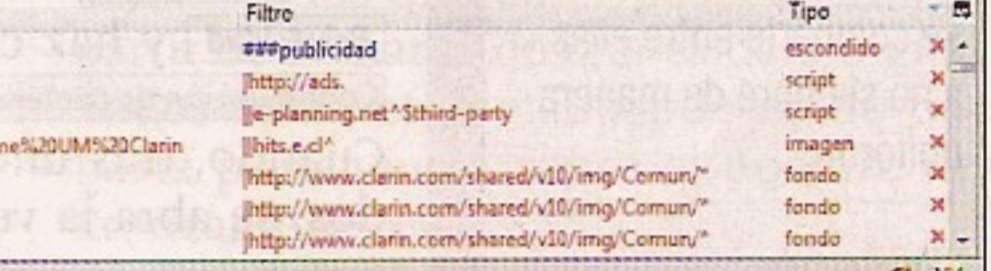 Filtro Tipo
###publicidad escondido
|http://ads. script
||e-planning.net^$third-party script
me%20UM%20Clarin ||hits.e.cl^ imagen
|http://www.clarin.com/shared/v10/img/Comun/* fondo
|http://www.clarin.com/shared/v10/img/Comun/* fondo
|http://www.clarin.com/shared/v10/img/Comun/* fondo